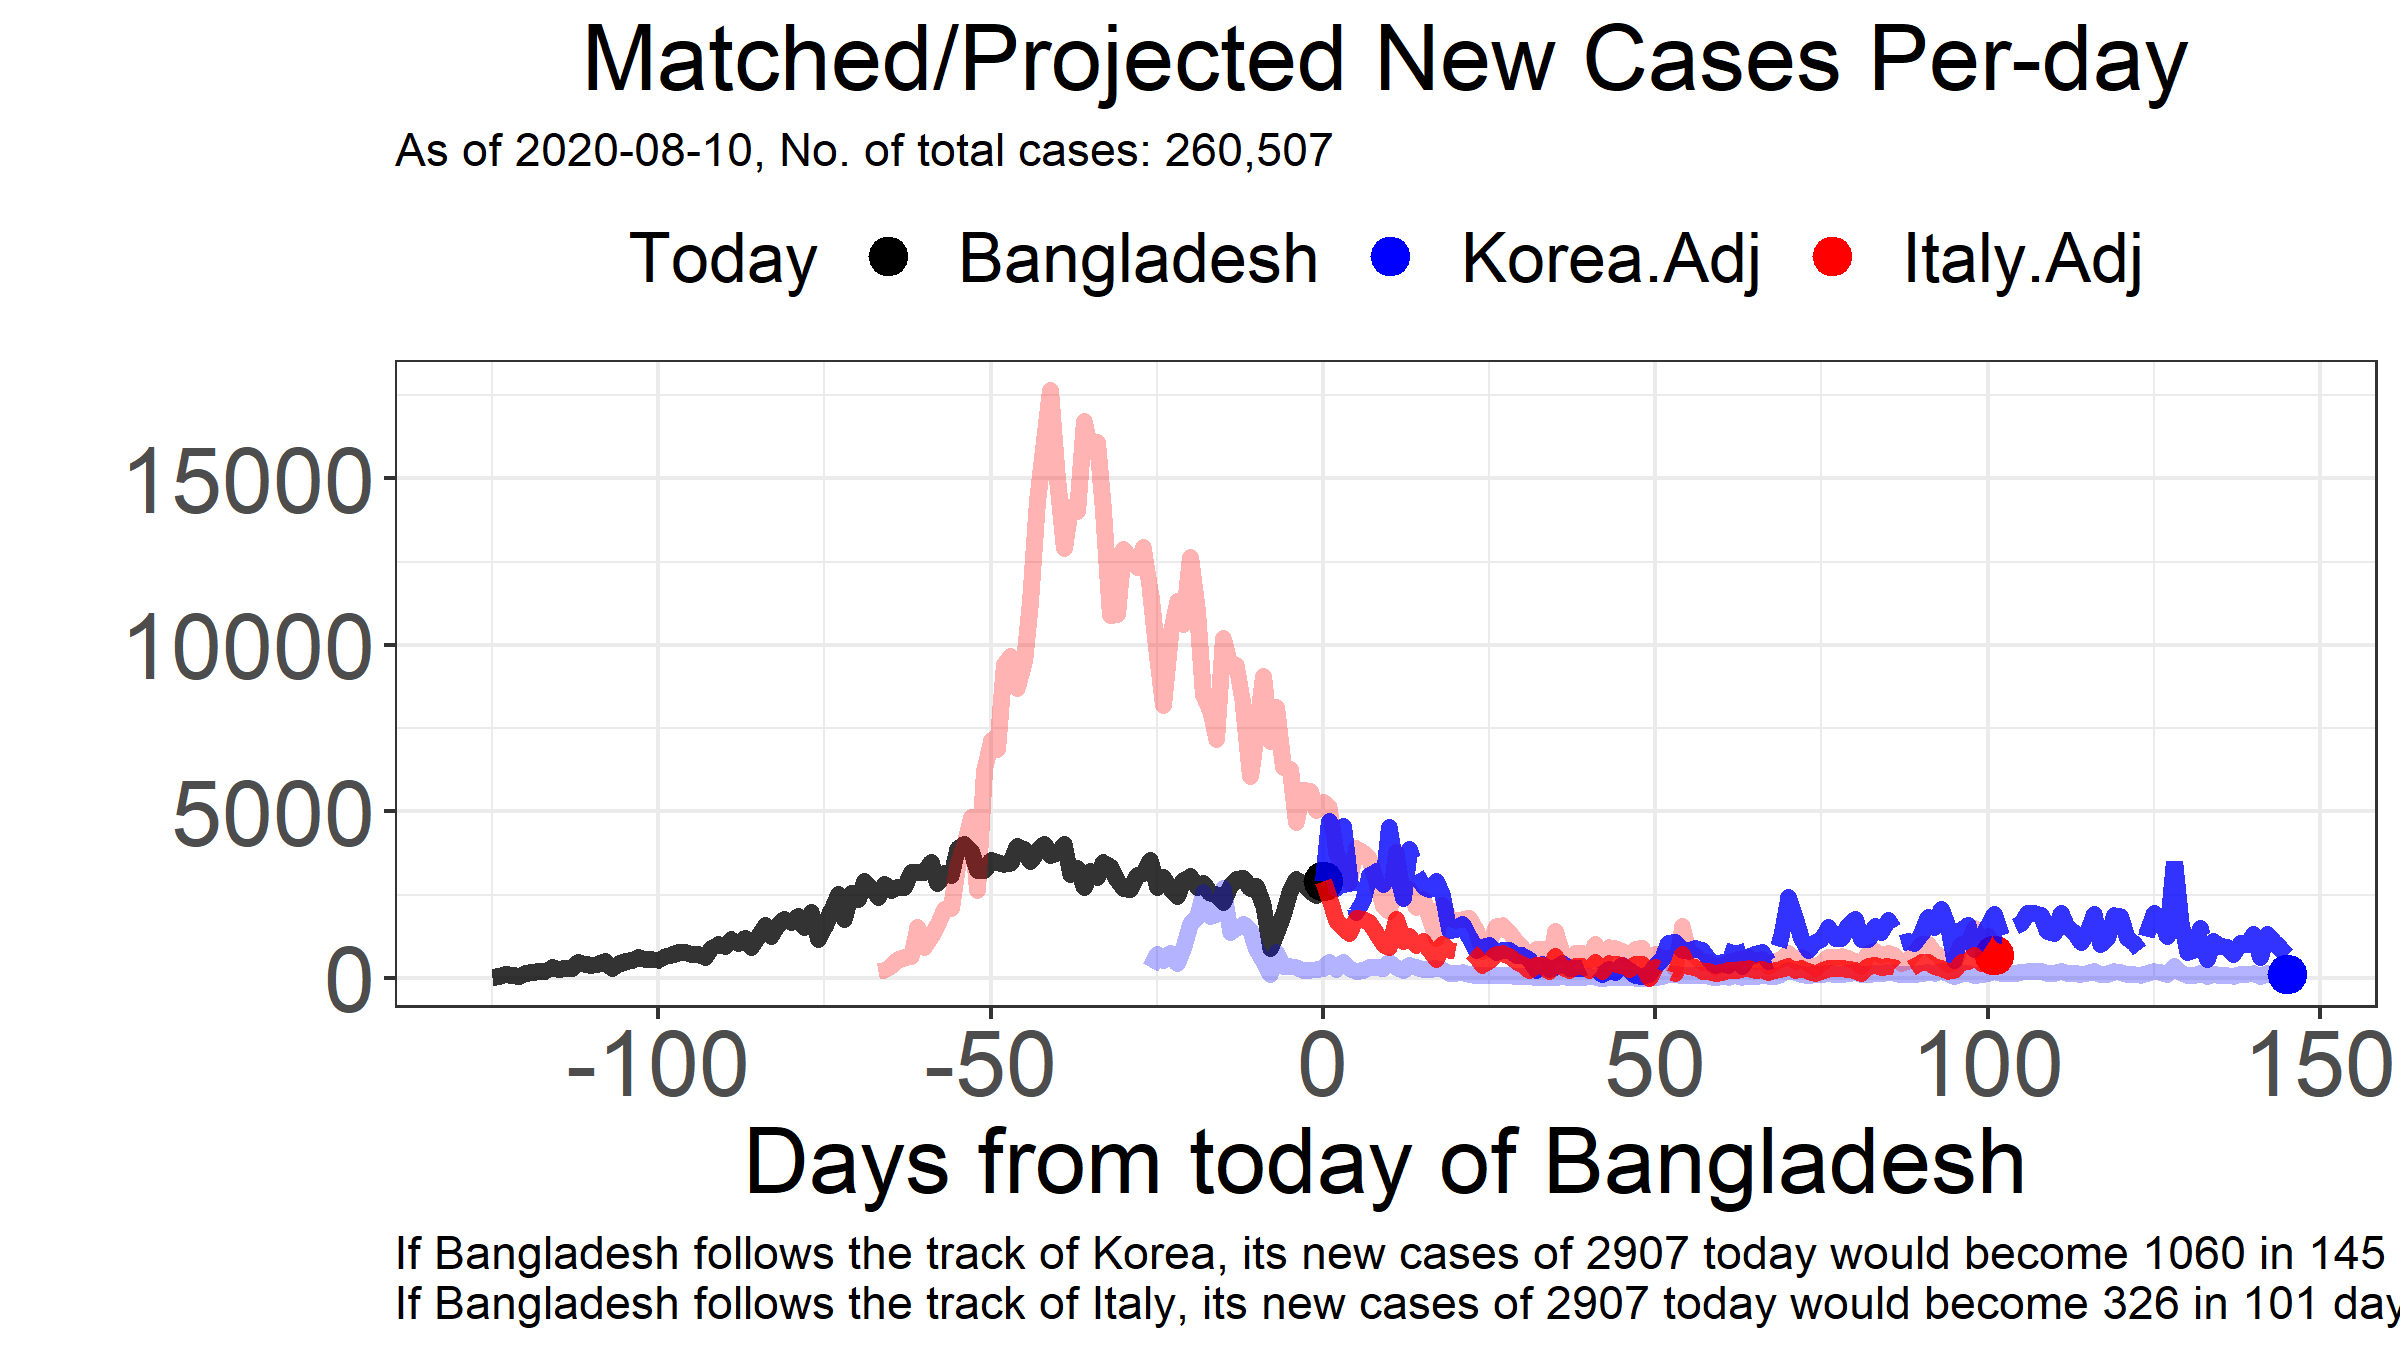 Matched/Projected New Cases Per-day
As of 2020-08-10, No. of total cases: 260,507
Today Bangladesh Korea.Adj Italy.Adj
15000
10000
5000
0
-100 -50 0 50 100 150
Days from today of Bangladesh
If Bangladesh follows the track of Korea, its new cases of 2907 today would become 1060 in 145
If Bangladesh follows the track of Italy, its new cases of 2907 today would become 326 in 101 day